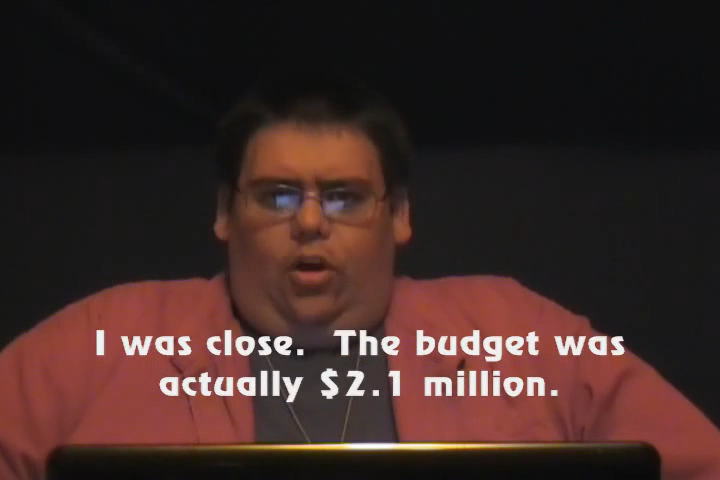 I was close. The budget was
actually $2.1 million.